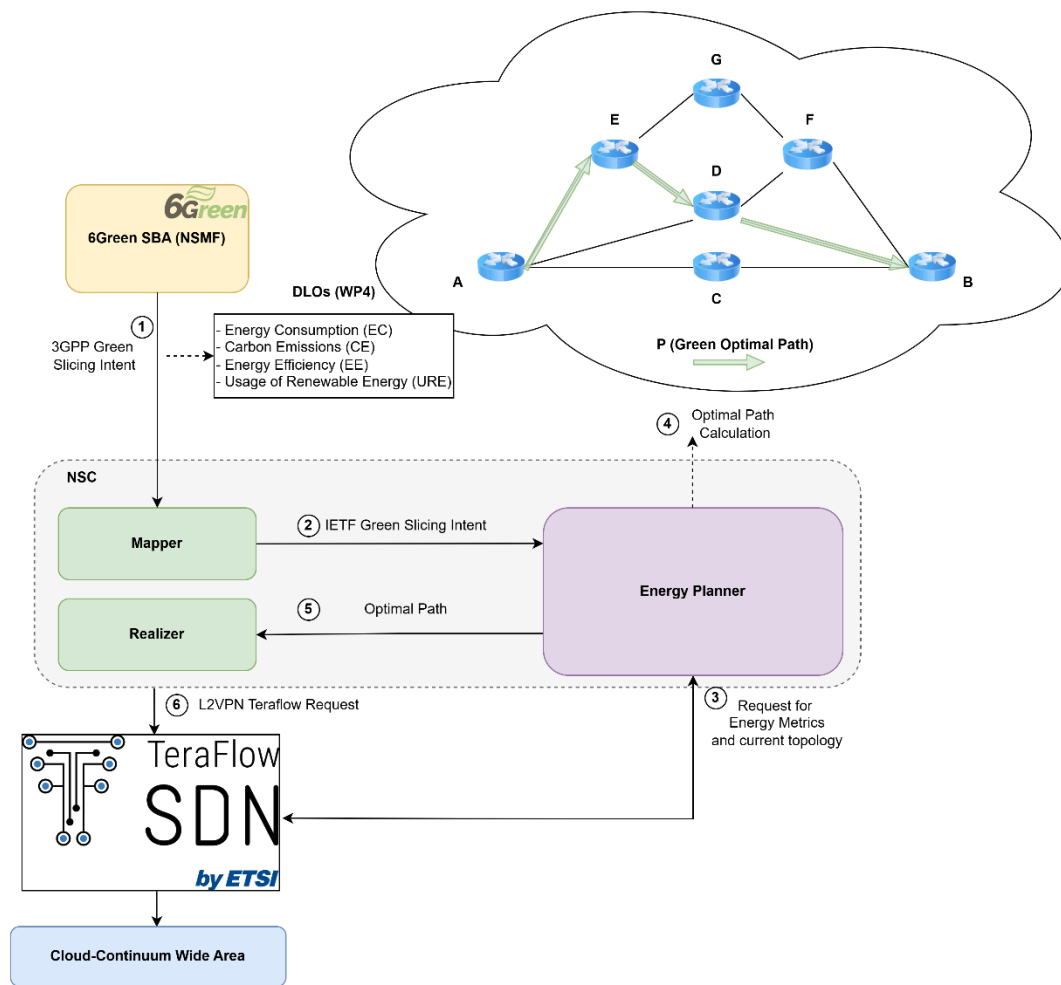 G
E
F
D
6Green
6Green SBA (NSMF)
A
C
B
DLOs (WP4)
1
3GPP Green
Slicing Intent
- Energy Consumption (EC)
- Carbon Emissions (CE)
- Energy Efficiency (EE)
- Usage of Renewable Energy (URE)
P (Green Optimal Path)
4
Optimal Path
Calculation
NSC
Mapper
2
IETF Green Slicing Intent
Energy Planner
5
Optimal Path
Realizer
6
L2VPN Teraflow Request
3
Request for
Energy Metrics
and current topology
TeraFlow
SDN
by ETSI
Cloud-Continuum Wide Area